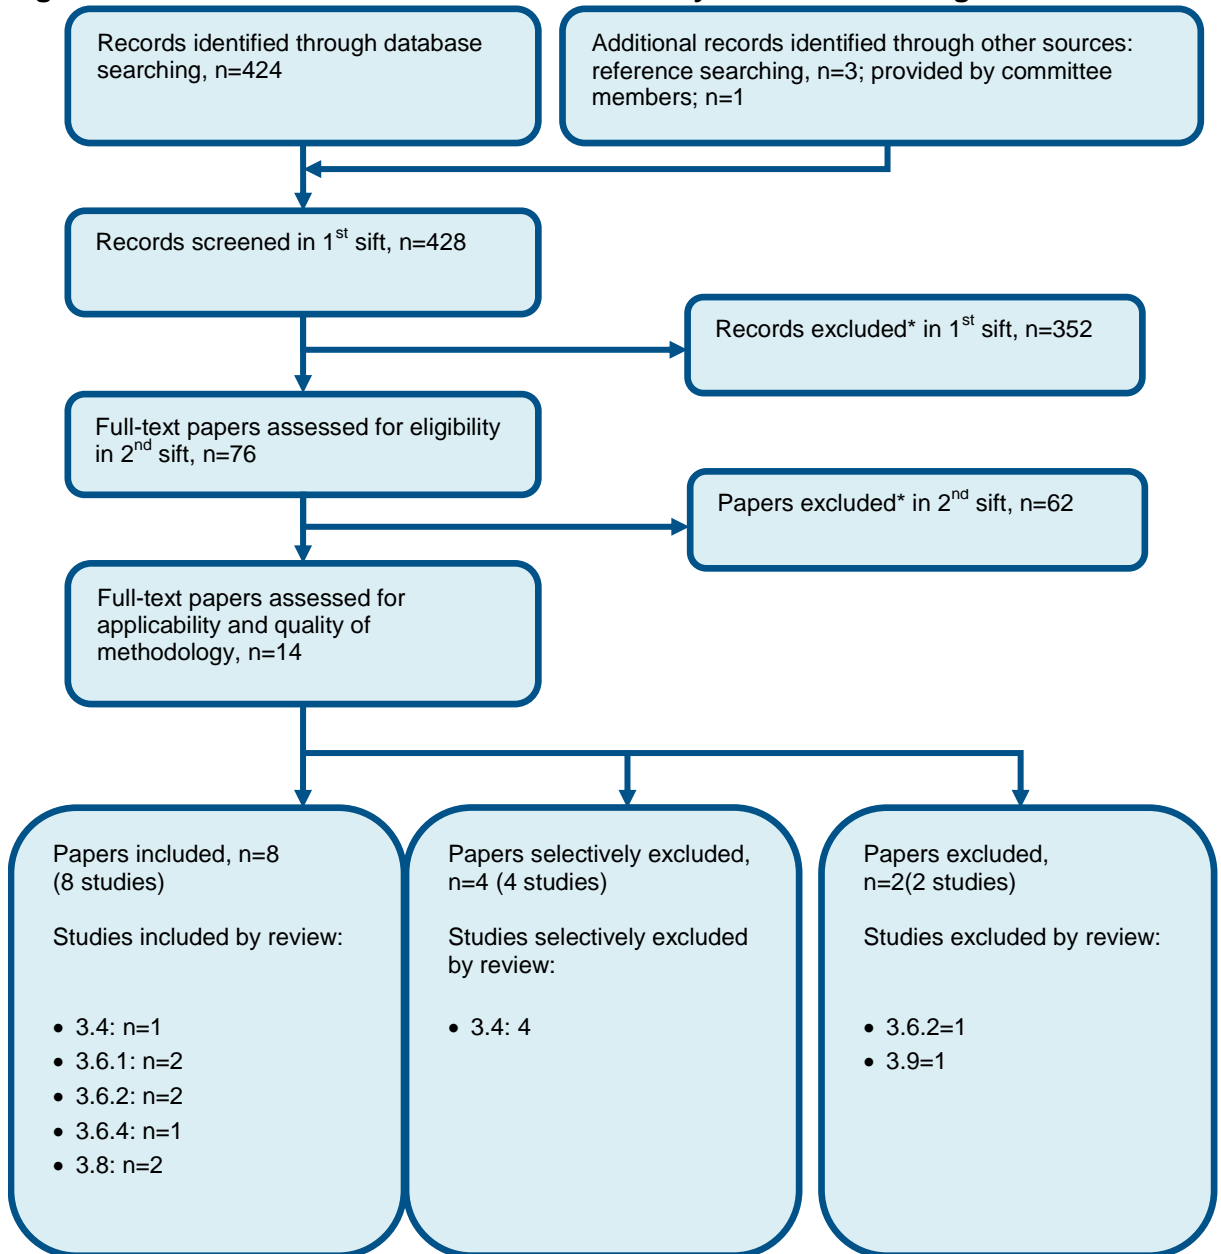 Records identified through database
searching, n=424
Additional records identified through other sources:
reference searching, n=3; provided by committee
members; n=1
Records screened in 1st sift, n=428
Records excluded* in 1st sift, n=352
Full-text papers assessed for eligibility
in 2nd sift, n=76
Papers excluded* in 2nd sift, n=62
Full-text papers assessed for
applicability and quality of
methodology, n=14
Papers included, n=8
(8 studies)
Studies included by review:
• 3.4: n=1
• 3.6.1: n=2
• 3.6.2: n=2
• 3.6.4: n=1
• 3.8: n=2
Papers selectively excluded,
n=4 (4 studies)
Studies selectively excluded
by review:
• 3.4: 4
Papers excluded,
n=2(2 studies)
Studies excluded by review:
• 3.6.2=1
• 3.9=1